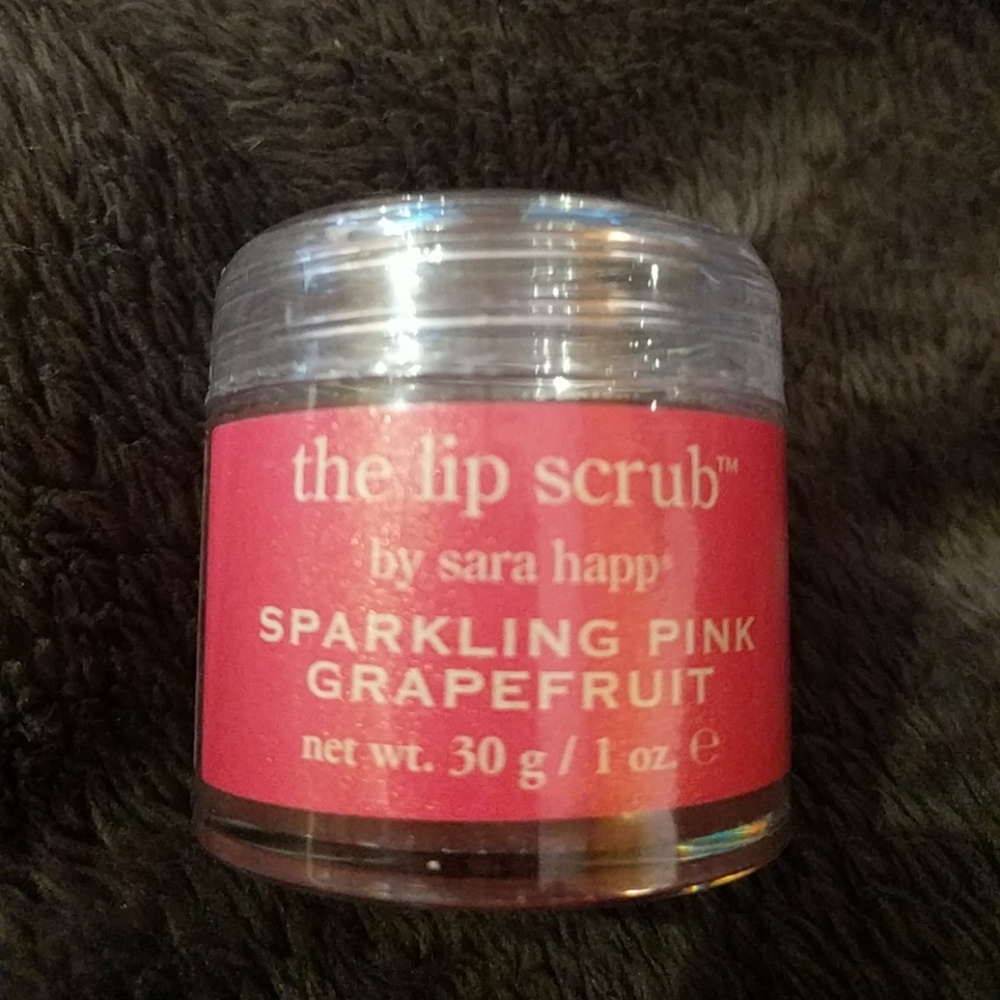 the lip scrub™
by sara happ®
SPARKLING PINK
GRAPEFRUIT
net wt. 30 g / 1 oz. ℮